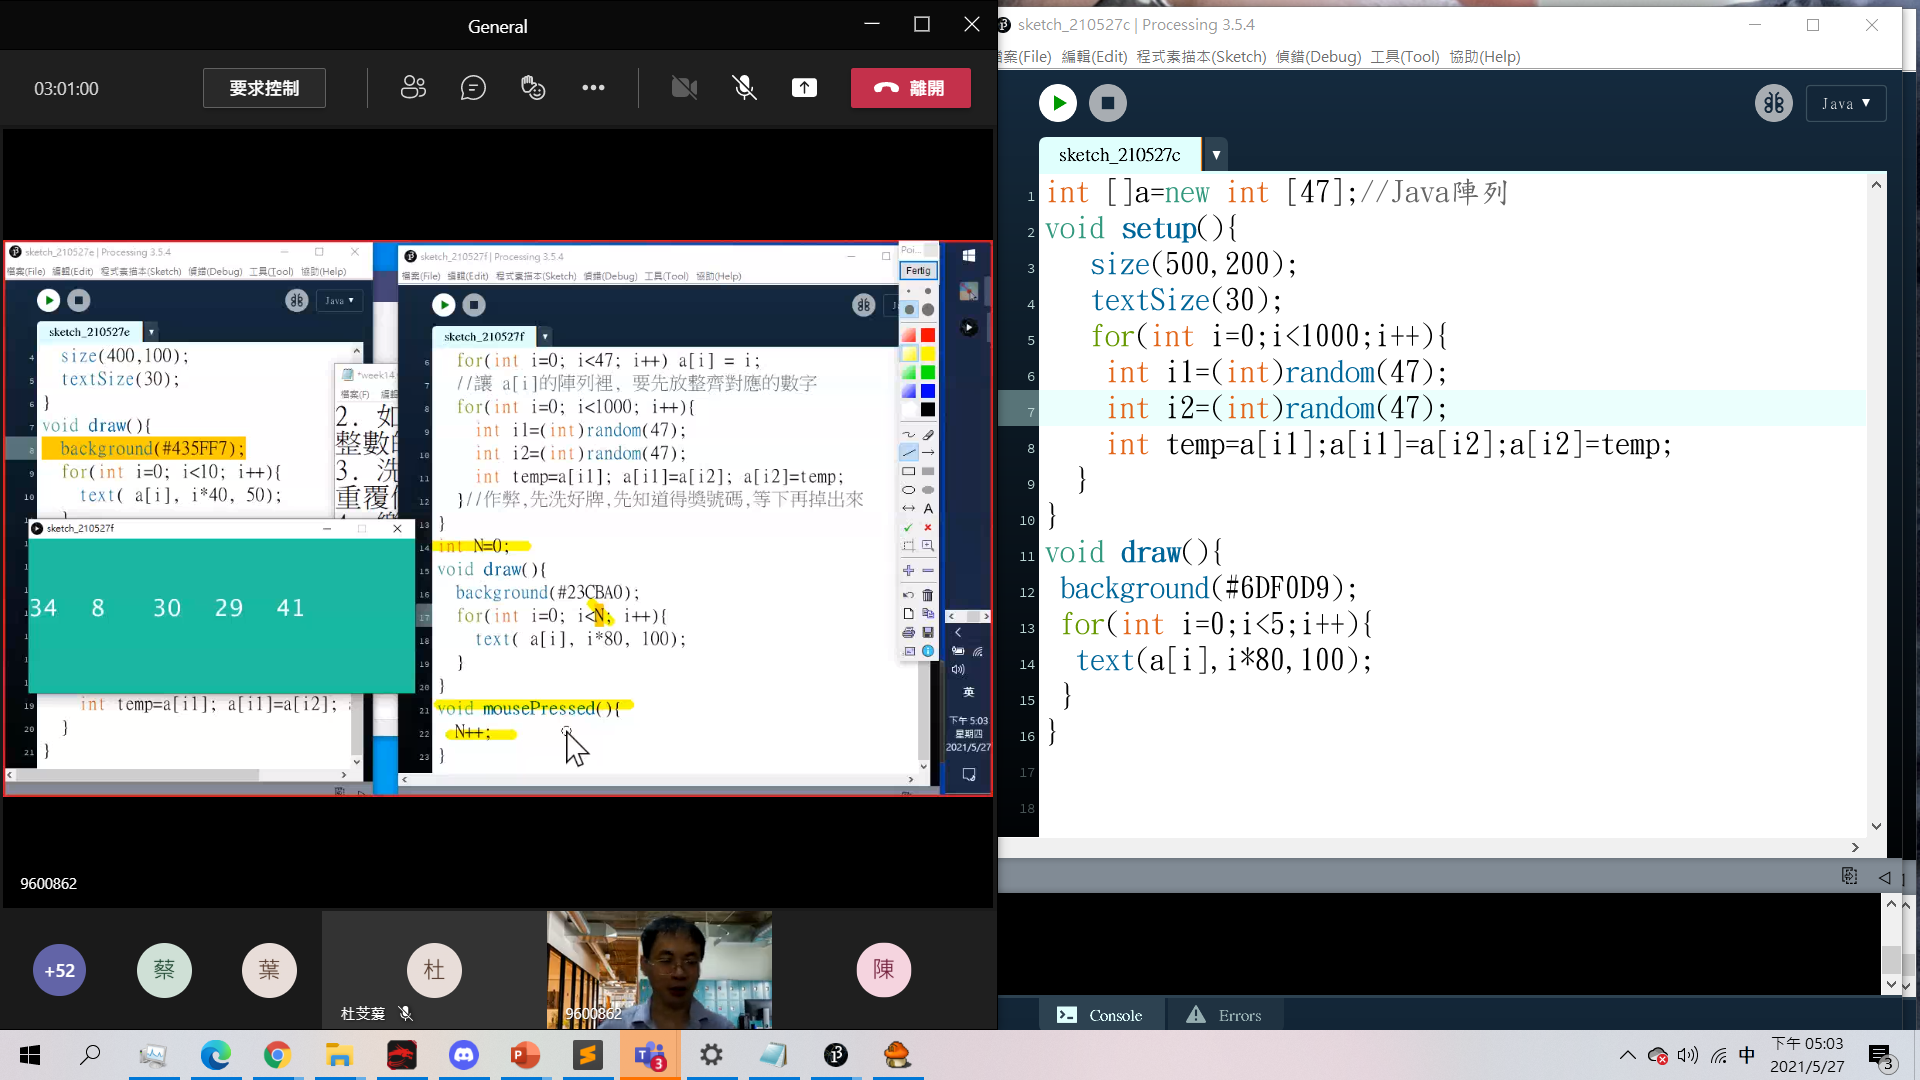 General
03:01:00
要求控制
離開
sketch_210527e | Processing 3.5.4
檔案(File) 編輯(Edit) 程式素描本(Sketch) 偵錯(Debug) 工具(Tool) 協助(Help)
Java ▼
sketch_210527e
4 size(400,100);
5 textSize(30);
6 }
7 void draw(){
8 background(#435FF7);
9 for(int i=0; i<10; i++){
10 text( a[i], i*40, 50);
*week14
檔案(F) 編
2. 如
整數的
3. 洗
重覆
sketch_210527f
34 8 30 29 41
int temp=a[i1]; a[i1]=a[i2];
20 }
21 }
sketch_210527f | Processing 3.5.4
檔案(File) 編輯(Edit) 程式素描本(Sketch) 偵錯(Debug) 工具(Tool) 協助(Help)
sketch_210527f
6 for(int i=0; i<47; i++) a[i] = i;
7 //讓 a[i]的陣列裡, 要先放整齊對應的數字
8 for(int i=0; i<1000; i++){
9 int i1=(int)random(47);
10 int i2=(int)random(47);
11 int temp=a[i1]; a[i1]=a[i2]; a[i2]=temp;
12 }//作弊,先洗好牌,先知道得獎號碼,等下再掉出來
13 }
14 int N=0;
15 void draw(){
16 background(#23CBA0);
17 for(int i=0; i<N; i++){
18 text( a[i], i*80, 100);
19 }
20 }
21 void mousePressed(){
22 N++;
23 }
Poi...
Fertig
A
英
下午 5:03
星期四
2021/5/27
9600862
+52
蔡
葉
杜
9600862
陳
sketch_210527c | Processing 3.5.4
案(File) 編輯(Edit) 程式素描本(Sketch) 偵錯(Debug) 工具(Tool) 協助(Help)
Java ▼
sketch_210527c
1 int []a=new int [47];//Java陣列
2 void setup(){
3 size(500,200);
4 textSize(30);
5 for(int i=0;i<1000;i++){
6 int i1=(int)random(47);
7 int i2=(int)random(47);
8 int temp=a[i1];a[i1]=a[i2];a[i2]=temp;
9 }
10 }
11 void draw(){
12 background(#6DF0D9);
13 for(int i=0;i<5;i++){
14 text(a[i],i*80,100);
15 }
16 }
17
18
Console
Errors
3
中
下午 05:03
2021/5/27
3